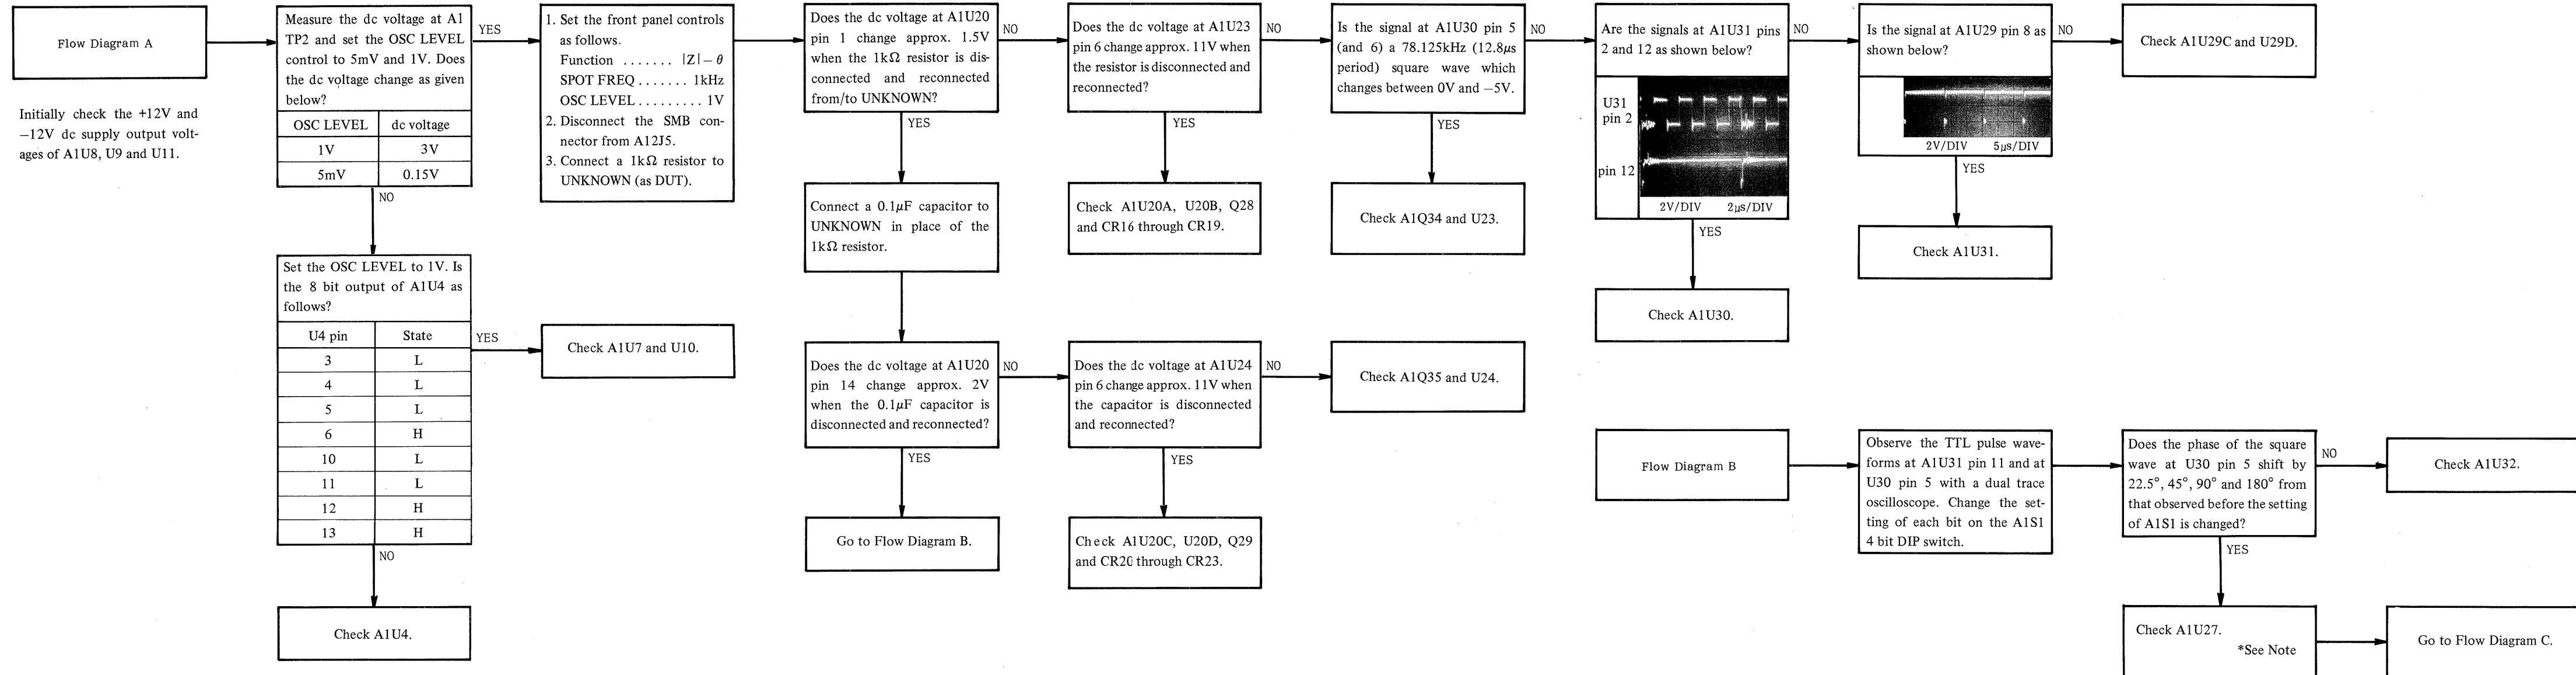 Flow Diagram A
Initially check the +12V and
−12V dc supply output volt-
ages of A1U8, U9 and U11.
Measure the dc voltage at A1
TP2 and set the OSC LEVEL
control to 5mV and 1V. Does
the dc voltage change as given
below?
OSC LEVEL dc voltage
1V 3V
5mV 0.15V
YES
NO
Set the OSC LEVEL to 1V. Is
the 8 bit output of A1U4 as
follows?
U4 pin State
3 L
4 L
5 L
6 H
10 L
11 L
12 H
13 H
YES
Check A1U7 and U10.
NO
Check A1U4.
1. Set the front panel controls
as follows.
Function ....... |Z|−θ
SPOT FREQ ....... 1kHz
OSC LEVEL ......... 1V
2. Disconnect the SMB con-
nector from A12J5.
3. Connect a 1kΩ resistor to
UNKNOWN (as DUT).
Does the dc voltage at A1U20
pin 1 change approx. 1.5V
when the 1kΩ resistor is dis-
connected and reconnected
from/to UNKNOWN?
NO
YES
Connect a 0.1μF capacitor to
UNKNOWN in place of the
1kΩ resistor.
Does the dc voltage at A1U20
pin 14 change approx. 2V
when the 0.1μF capacitor is
disconnected and reconnected?
NO
YES
Go to Flow Diagram B.
Does the dc voltage at A1U23
pin 6 change approx. 11V when
the resistor is disconnected and
reconnected?
NO
YES
Check A1U20A, U20B, Q28
and CR16 through CR19.
Does the dc voltage at A1U24
pin 6 change approx. 11V when
the capacitor is disconnected
and reconnected?
NO
YES
Check A1Q35 and U24.
Check A1U20C, U20D, Q29
and CR20 through CR23.
Is the signal at A1U30 pin 5
(and 6) a 78.125kHz (12.8μs
period) square wave which
changes between 0V and −5V.
NO
YES
Check A1Q34 and U23.
Are the signals at A1U31 pins
2 and 12 as shown below?
U31
pin 2
pin 12
2V/DIV 2μs/DIV
NO
YES
Check A1U30.
Is the signal at A1U29 pin 8 as
shown below?
2V/DIV 5μs/DIV
NO
YES
Check A1U31.
Check A1U29C and U29D.
Flow Diagram B
Observe the TTL pulse wave-
forms at A1U31 pin 11 and at
U30 pin 5 with a dual trace
oscilloscope. Change the set-
ting of each bit on the A1S1
4 bit DIP switch.
Does the phase of the square
wave at U30 pin 5 shift by
22.5°, 45°, 90° and 180° from
that observed before the setting
of A1S1 is changed?
NO
Check A1U32.
YES
Check A1U27.
*See Note
Go to Flow Diagram C.